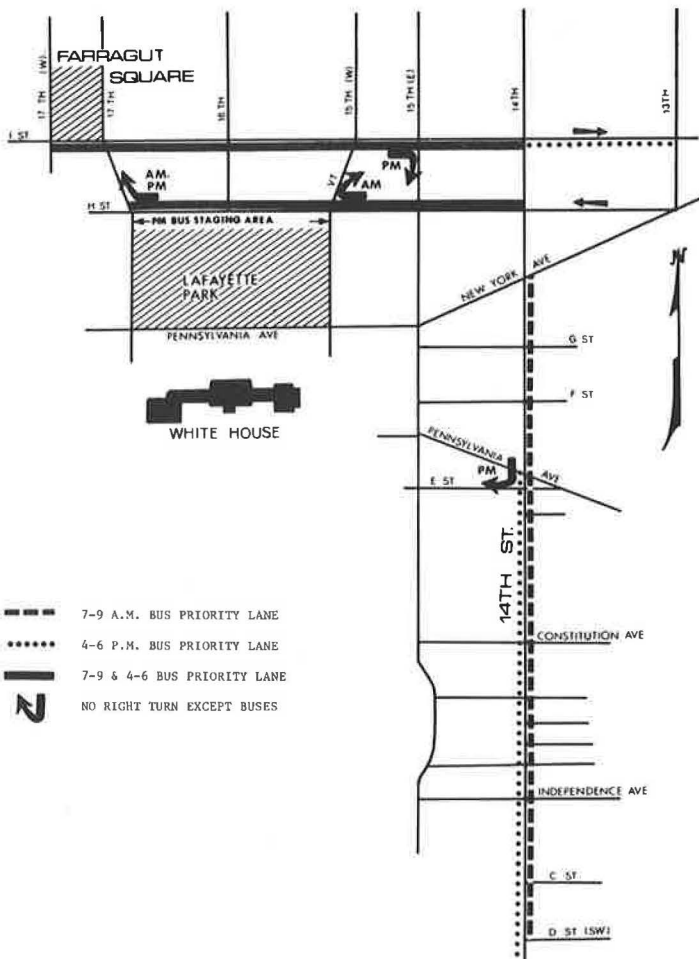 FARRAGUT
SQUARE
17 TH (W)
17TH
16TH
15TH (W)
15TH (E)
14TH
13TH
I ST
AM-
PM
VT
AM
PM
H ST
PM BUS STAGING AREA
LAFAYETTE
PARK
PENNSYLVANIA AVE
NEW YORK AVE
N
G ST
F ST
WHITE HOUSE
PENNSYLVANIA AVE
PM
E ST
14TH ST.
7-9 A.M. BUS PRIORITY LANE
4-6 P.M. BUS PRIORITY LANE
7-9 & 4-6 BUS PRIORITY LANE
NO RIGHT TURN EXCEPT BUSES
CONSTITUTION AVE
INDEPENDENCE AVE
C ST
D ST (SW)